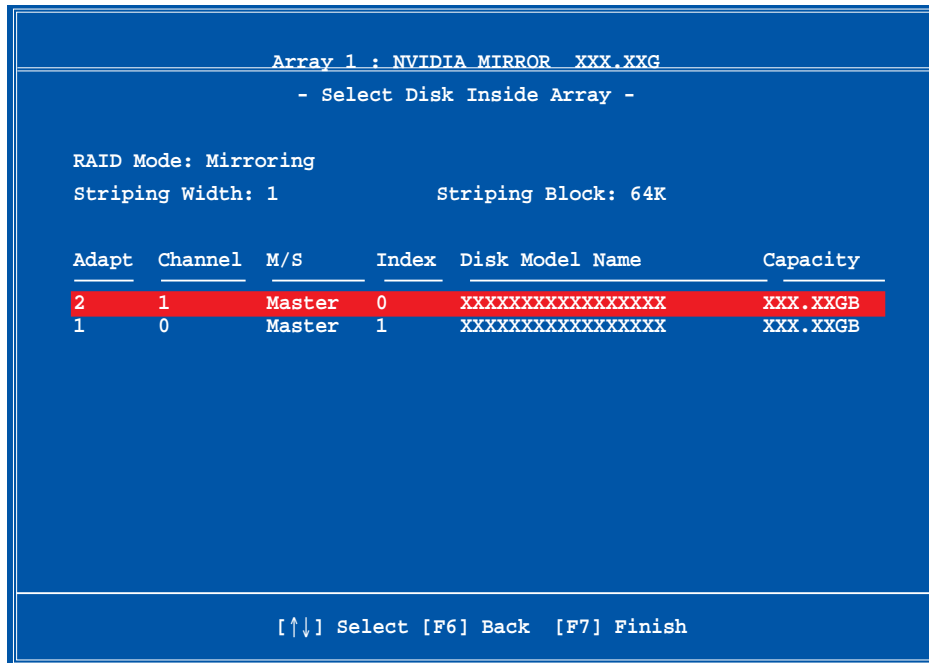 Array 1 : NVIDIA MIRROR  XXX.XXG
- Select Disk Inside Array -
RAID Mode: Mirroring
Striping Width: 1    Striping Block: 64K
Adapt  Channel  M/S  Index  Disk Model Name  Capacity
2  1  Master  0  XXXXXXXXXXXXXXXXX  XXX.XXGB
1  0  Master  1  XXXXXXXXXXXXXXXXX  XXX.XXGB
[↑↓] Select [F6] Back  [F7] Finish